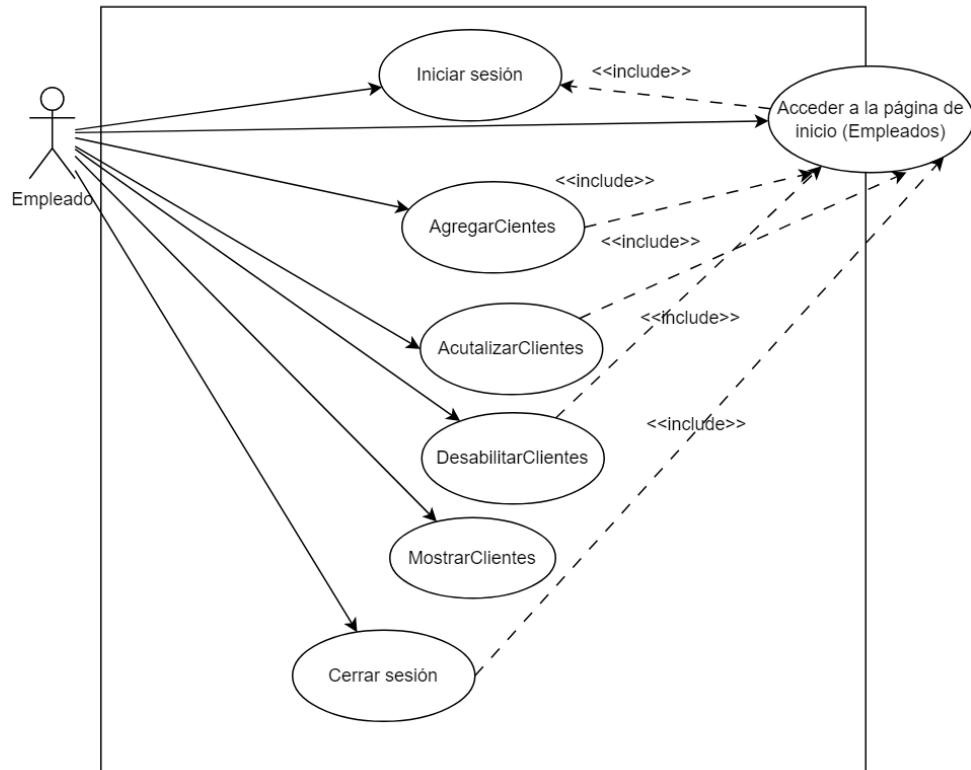 Iniciar sesión
<<include>>
Acceder a la página de
inicio (Empleados)
Empleado
<<include>>
AgregarCientes
<<include>>
AcutalizarClientes
<<include>>
DesabilitarClientes
<<include>>
MostrarClientes
Cerrar sesión